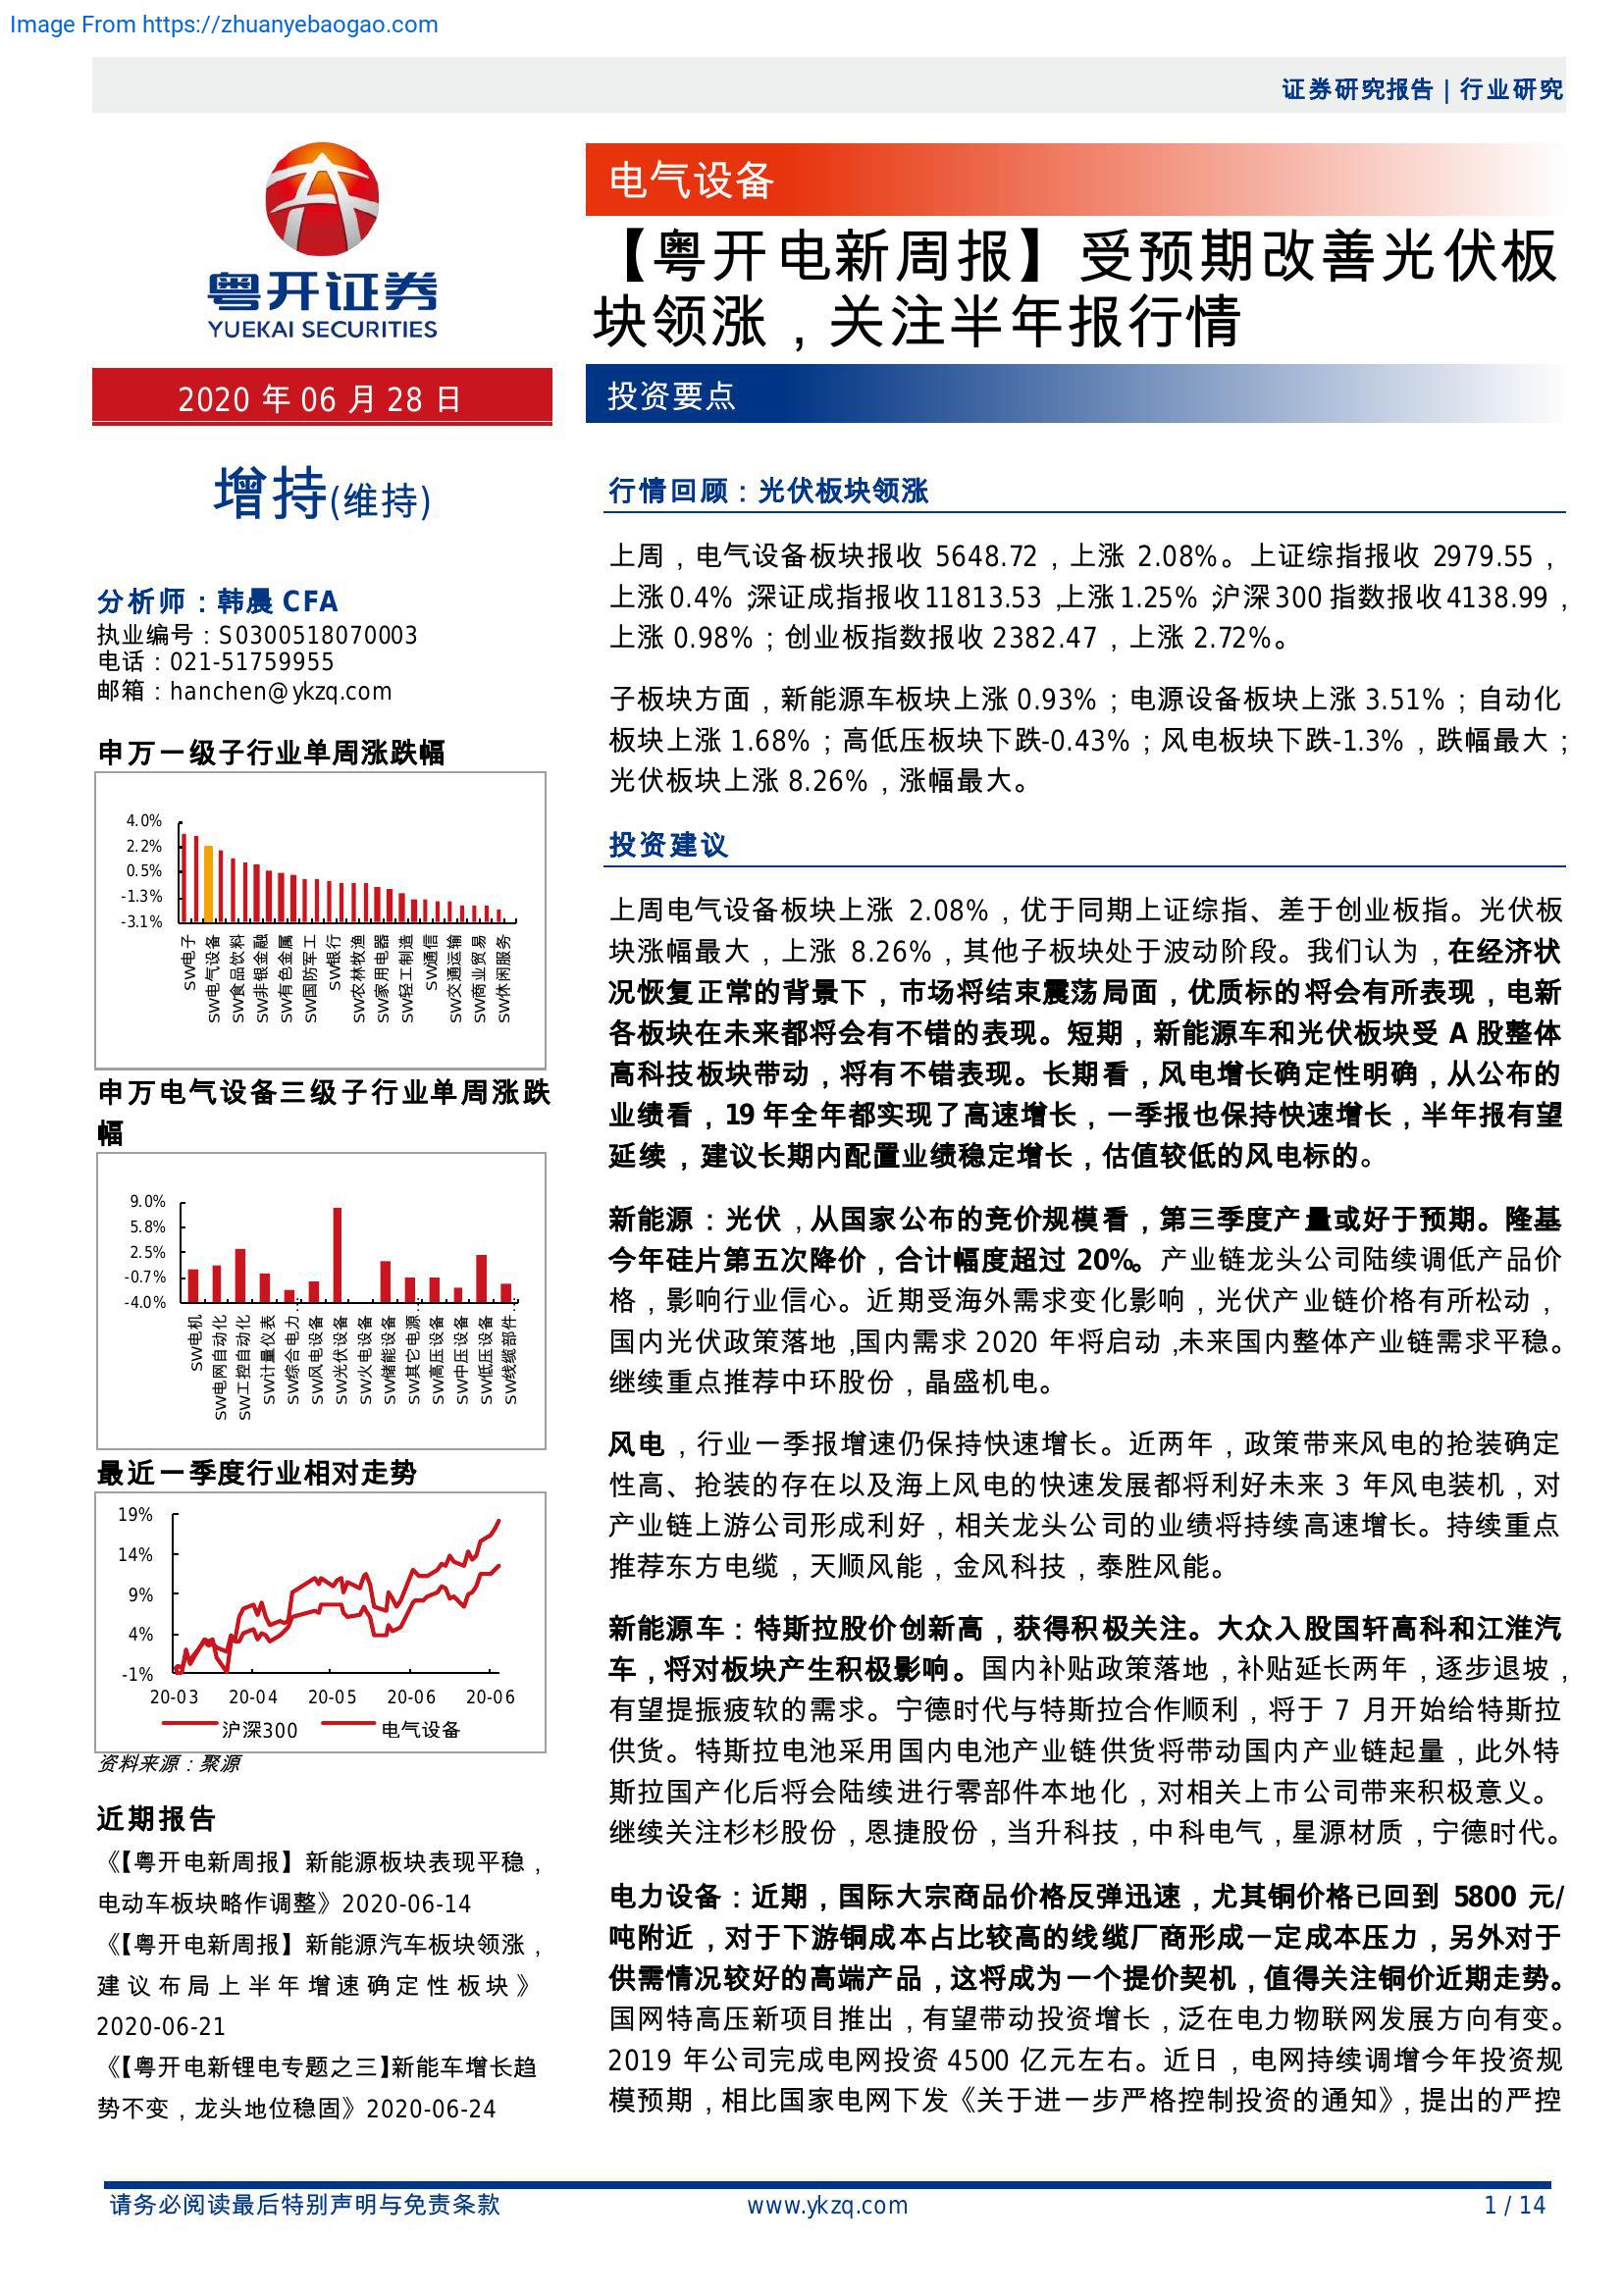 Image From https://zhuanyebaogao.com
证券研究报告 | 行业研究
粤开证券
YUEKAI SECURITIES
2020 年 06 月 28 日
增持(维持)
分析师：韩晨 CFA
执业编号：S0300518070003
电话：021-51759955
邮箱：hanchen@ykzq.com
申万一级子行业单周涨跌幅
4.0%
2.2%
0.5%
-1.3%
-3.1%
SW电子
SW电气设备
SW食品饮料
SW非银金融
SW有色金属
SW国防军工
SW银行
SW农林牧渔
SW家用电器
SW轻工制造
SW通信
SW交通运输
SW商业贸易
SW休闲服务
申万电气设备三级子行业单周涨跌
幅
9.0%
5.8%
2.5%
-0.7%
-4.0%
SW电机
SW电网自动化
SW工控自动化
SW计量仪表
SW综合电力…
SW风电设备
SW光伏设备
SW火电设备
SW储能设备
SW其它电源…
SW高压设备
SW中压设备
SW低压设备
SW线缆部件…
最近一季度行业相对走势
19%
14%
9%
4%
-1%
20-03 20-04 20-05 20-06 20-06
沪深300 电气设备
资料来源：聚源
近期报告
《【粤开电新周报】新能源板块表现平稳，
电动车板块略作调整》2020-06-14
《【粤开电新周报】新能源汽车板块领涨，
建议布局上半年增速确定性板块》
2020-06-21
《【粤开电新锂电专题之三】新能车增长趋
势不变，龙头地位稳固》2020-06-24
电气设备
【粤开电新周报】受预期改善光伏板
块领涨，关注半年报行情
投资要点
行情回顾：光伏板块领涨
上周，电气设备板块报收 5648.72，上涨 2.08%。上证综指报收 2979.55，
上涨 0.4%；深证成指报收 11813.53，上涨 1.25%；沪深 300 指数报收 4138.99，
上涨 0.98%；创业板指数报收 2382.47，上涨 2.72%。
子板块方面，新能源车板块上涨 0.93%；电源设备板块上涨 3.51%；自动化
板块上涨 1.68%；高低压板块下跌-0.43%；风电板块下跌-1.3%，跌幅最大；
光伏板块上涨 8.26%，涨幅最大。
投资建议
上周电气设备板块上涨 2.08%，优于同期上证综指、差于创业板指。光伏板
块涨幅最大，上涨 8.26%，其他子板块处于波动阶段。我们认为，在经济状
况恢复正常的背景下，市场将结束震荡局面，优质标的将会有所表现，电新
各板块在未来都将会有不错的表现。短期，新能源车和光伏板块受 A 股整体
高科技板块带动，将有不错表现。长期看，风电增长确定性明确，从公布的
业绩看，19 年全年都实现了高速增长，一季报也保持快速增长，半年报有望
延续，建议长期内配置业绩稳定增长，估值较低的风电标的。
新能源：光伏，从国家公布的竞价规模看，第三季度产量或好于预期。隆基
今年硅片第五次降价，合计幅度超过 20%。产业链龙头公司陆续调低产品价
格，影响行业信心。近期受海外需求变化影响，光伏产业链价格有所松动，
国内光伏政策落地，国内需求 2020 年将启动，未来国内整体产业链需求平稳。
继续重点推荐中环股份，晶盛机电。
风电，行业一季报增速仍保持快速增长。近两年，政策带来风电的抢装确定
性高、抢装的存在以及海上风电的快速发展都将利好未来 3 年风电装机，对
产业链上游公司形成利好，相关龙头公司的业绩将持续高速增长。持续重点
推荐东方电缆，天顺风能，金风科技，泰胜风能。
新能源车：特斯拉股价创新高，获得积极关注。大众入股国轩高科和江淮汽
车，将对板块产生积极影响。国内补贴政策落地，补贴延长两年，逐步退坡，
有望提振疲软的需求。宁德时代与特斯拉合作顺利，将于 7 月开始给特斯拉
供货。特斯拉电池采用国内电池产业链供货将带动国内产业链起量，此外特
斯拉国产化后将会陆续进行零部件本地化，对相关上市公司带来积极意义。
继续关注杉杉股份，恩捷股份，当升科技，中科电气，星源材质，宁德时代。
电力设备：近期，国际大宗商品价格反弹迅速，尤其铜价格已回到 5800 元/
吨附近，对于下游铜成本占比较高的线缆厂商形成一定成本压力，另外对于
供需情况较好的高端产品，这将成为一个提价契机，值得关注铜价近期走势。
国网特高压新项目推出，有望带动投资增长，泛在电力物联网发展方向有变。
2019 年公司完成电网投资 4500 亿元左右。近日，电网持续调增今年投资规
模预期，相比国家电网下发《关于进一步严格控制投资的通知》，提出的严控
请务必阅读最后特别声明与免责条款 www.ykzq.com 1 / 14